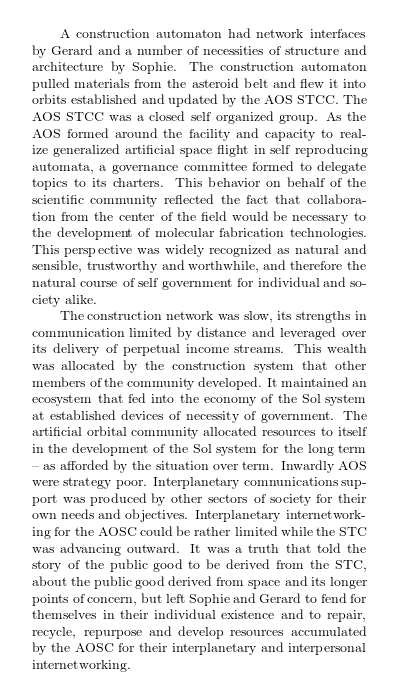 A construction automaton had network interfaces
by Gerard and a number of necessities of structure and
architecture by Sophie. The construction automaton
pulled materials from the asteroid belt and flew it into
orbits established and updated by the AOS STCC. The
AOS STCC was a closed self organized group. As the
AOS formed around the facility and capacity to real-
ize generalized artificial space flight in self reproducing
automata, a governance committee formed to delegate
topics to its charters. This behavior on behalf of the
scientific community reflected the fact that collabora-
tion from the center of the field would be necessary to
the development of molecular fabrication technologies.
This perspective was widely recognized as natural and
sensible, trustworthy and worthwhile, and therefore the
natural course of self government for individual and so-
ciety alike.
The construction network was slow, its strengths in
communication limited by distance and leveraged over
its delivery of perpetual income streams. This wealth
was allocated by the construction system that other
members of the community developed. It maintained an
ecosystem that fed into the economy of the Sol system
at established devices of necessity of government. The
artificial orbital community allocated resources to itself
in the development of the Sol system for the long term
– as afforded by the situation over term. Inwardly AOS
were strategy poor. Interplanetary communications sup-
port was produced by other sectors of society for their
own needs and objectives. Interplanetary internetwork-
ing for the AOSC could be rather limited while the STC
was advancing outward. It was a truth that told the
story of the public good to be derived from the STC,
about the public good derived from space and its longer
points of concern, but left Sophie and Gerard to fend for
themselves in their individual existence and to repair,
recycle, repurpose and develop resources accumulated
by the AOSC for their interplanetary and interpersonal
internetworking.